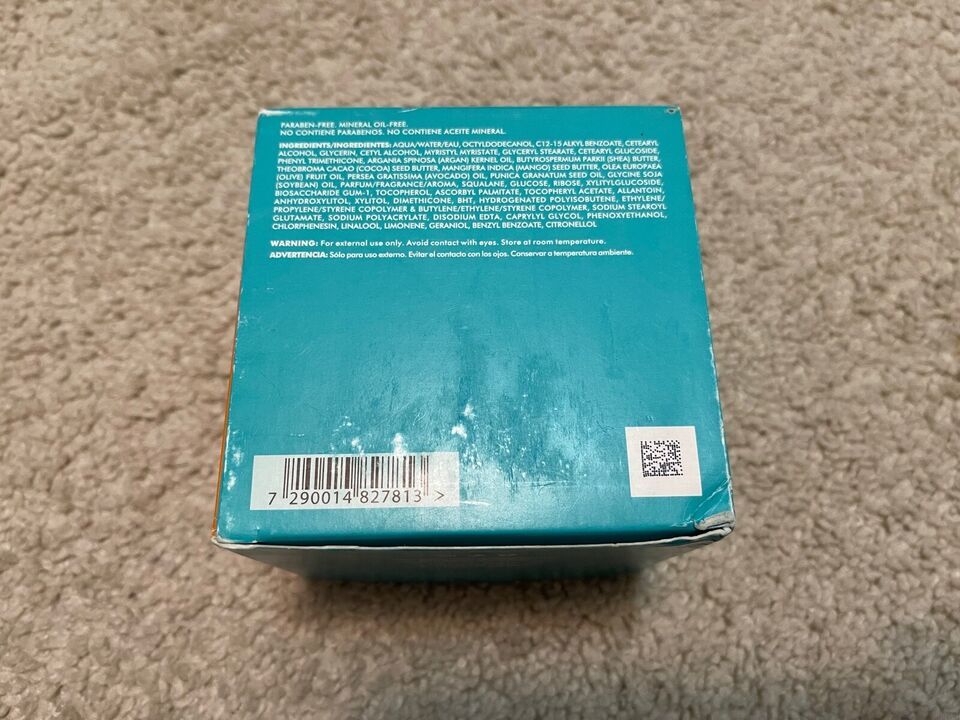 PARABEN-FREE. MINERAL OIL-FREE.
NO CONTIENE PARABENOS. NO CONTIENE ACEITE MINERAL.
INGREDIENTS/INGREDIENTES: AQUA/WATER/EAU, OCTYLDODECANOL, C12-15 ALKYL BENZOATE, CETEARYL
ALCOHOL, GLYCERIN, CETYL ALCOHOL, MYRISTYL MYRISTATE, GLYCERYL STEARATE, CETEARYL GLUCOSIDE,
PHENYL TRIMETHICONE, ARGANIA SPINOSA (ARGAN) KERNEL OIL, BUTYROSPERMUM PARKII (SHEA) BUTTER,
THEOBROMA CACAO (COCOA) SEED BUTTER, MANGIFERA INDICA (MANGO) SEED BUTTER, OLEA EUROPAEA
(OLIVE) FRUIT OIL, PERSEA GRATISSIMA (AVOCADO) OIL, PUNICA GRANATUM SEED OIL, GLYCINE SOJA
(SOYBEAN) OIL, PARFUM/FRAGRANCE/AROMA, SQUALANE, GLUCOSE, RIBOSE, XYLITYLGLUCOSIDE,
BIOSACCHARIDE GUM-1, TOCOPHEROL, ASCORBYL PALMITATE, TOCOPHERYL ACETATE, ALLANTOIN,
ANHYDROXYLITOL, XYLITOL, DIMETHICONE, BHT, HYDROGENATED POLYISOBUTENE, ETHYLENE/
PROPYLENE/STYRENE COPOLYMER & BUTYLENE/ETHYLENE/STYRENE COPOLYMER, SODIUM STEAROYL
GLUTAMATE, SODIUM POLYACRYLATE, DISODIUM EDTA, CAPRYLYL GLYCOL, PHENOXYETHANOL,
CHLORPHENESIN, LINALOOL, LIMONENE, GERANIOL, BENZYL BENZOATE, CITRONELLOL
WARNING: For external use only. Avoid contact with eyes. Store at room temperature.
ADVERTENCIA: Sólo para uso externo. Evitar el contacto con los ojos. Conservar a temperatura ambiente.
7 290014 827813 >